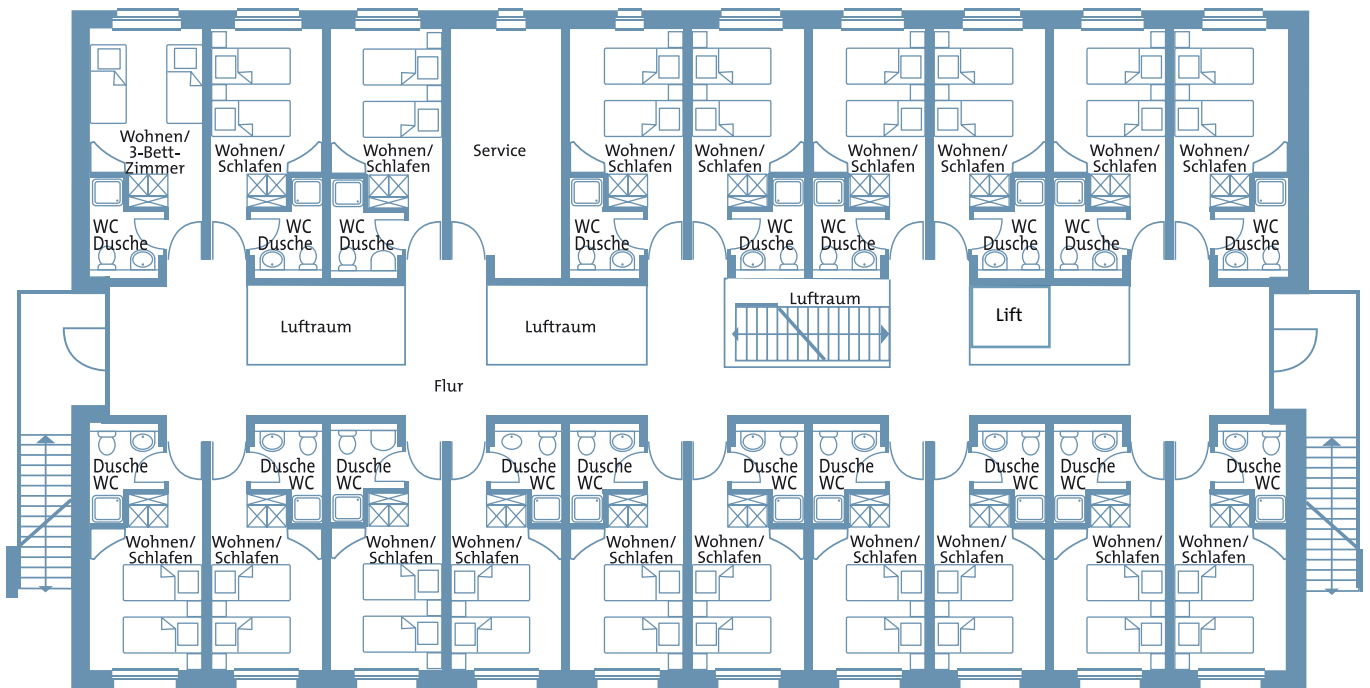 Wohnen/
3-Bett-
Zimmer
Wohnen/
Schlafen
Wohnen/
Schlafen
Service
Wohnen/
Schlafen
Wohnen/
Schlafen
Wohnen/
Schlafen
Wohnen/
Schlafen
Wohnen/
Schlafen
Wohnen/
Schlafen
WC
Dusche
WC
Dusche
WC
Dusche
WC
Dusche
WC
Dusche
WC
Dusche
WC
Dusche
WC
Dusche
WC
Dusche
Luftraum
Luftraum
Luftraum
Lift
Flur
Dusche
WC
Dusche
WC
Dusche
WC
Dusche
WC
Dusche
WC
Dusche
WC
Dusche
WC
Dusche
WC
Dusche
WC
Dusche
WC
Wohnen/
Schlafen
Wohnen/
Schlafen
Wohnen/
Schlafen
Wohnen/
Schlafen
Wohnen/
Schlafen
Wohnen/
Schlafen
Wohnen/
Schlafen
Wohnen/
Schlafen
Wohnen/
Schlafen
Wohnen/
Schlafen